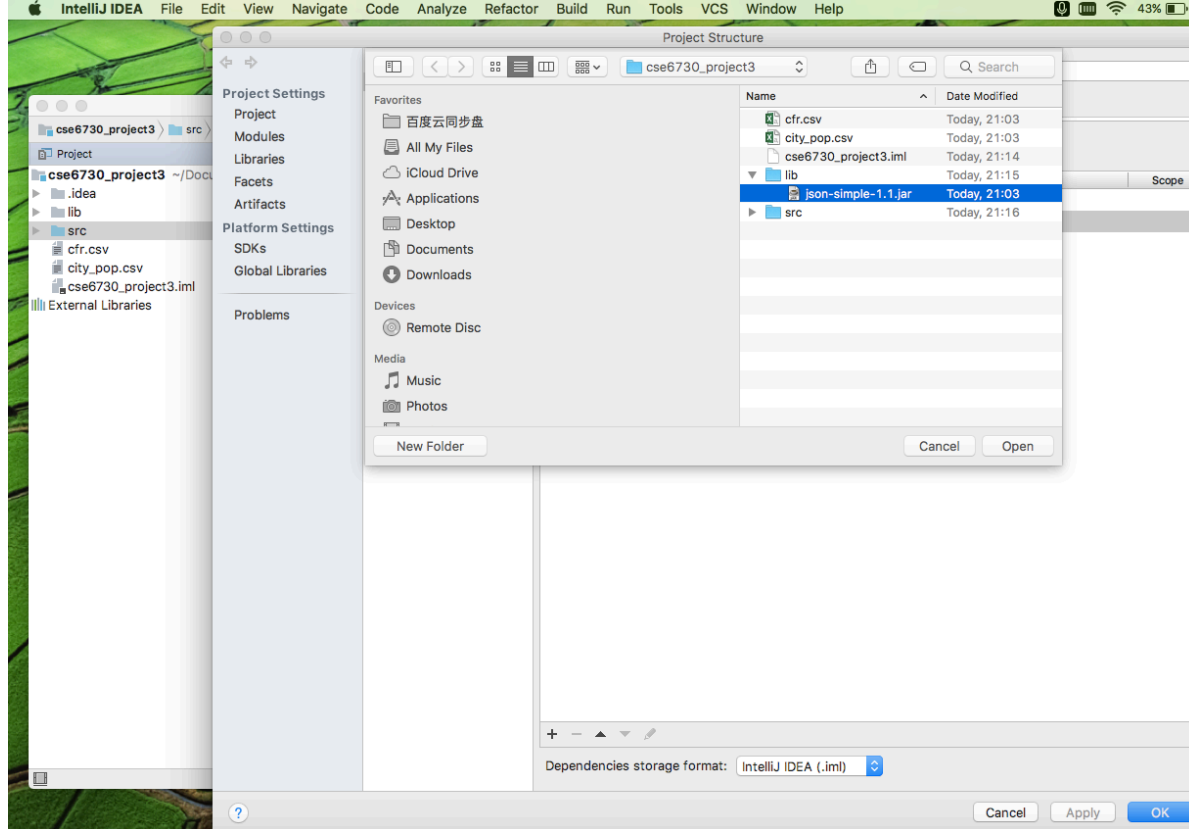 IntelliJ IDEA File Edit View Navigate Code Analyze Refactor Build Run Tools VCS Window Help 43%
Project Structure
cse6730_project3 src
Project
cse6730_project3 ~/Docu
.idea
lib
src
cfr.csv
city_pop.csv
cse6730_project3.iml
External Libraries
Project Settings
Project
Modules
Libraries
Facets
Artifacts
Platform Settings
SDKs
Global Libraries
Problems
cse6730_project3
Search
Favorites
百度云同步盘
All My Files
iCloud Drive
Applications
Desktop
Documents
Downloads
Devices
Remote Disc
Media
Music
Photos
Name Date Modified
cfr.csv Today, 21:03
city_pop.csv Today, 21:03
cse6730_project3.iml Today, 21:14
lib Today, 21:15
json-simple-1.1.jar Today, 21:03
src Today, 21:16
New Folder Cancel Open
Scope
Dependencies storage format: IntelliJ IDEA (.iml)
? Cancel Apply OK